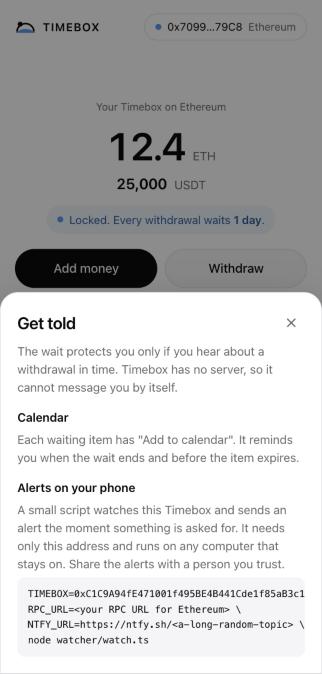 TIMEBOX
0x7099...79C8 Ethereum
Your Timebox on Ethereum
12.4 ETH
25,000 USDT
Locked. Every withdrawal waits 1 day.
Add money
Withdraw
Get told
The wait protects you only if you hear about a
withdrawal in time. Timebox has no server, so it
cannot message you by itself.
Calendar
Each waiting item has "Add to calendar". It reminds
you when the wait ends and before the item expires.
Alerts on your phone
A small script watches this Timebox and sends an
alert the moment something is asked for. It needs
only this address and runs on any computer that
stays on. Share the alerts with a person you trust.
TIMEBOX=0xC1C9A94fE471001f495BE4B441Cde1f85aB3c1
RPC_URL=<your RPC URL for Ethereum> \
NTFY_URL=https://ntfy.sh/<a-long-random-topic> \
node watcher/watch.ts